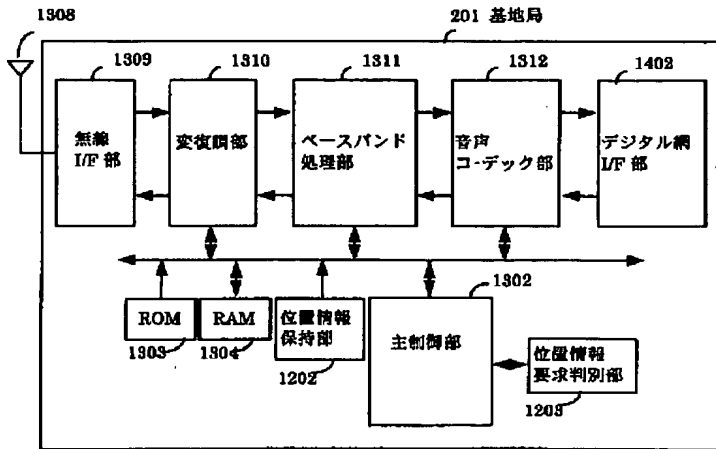 1308
201 基地局
1309
1310
1311
1312
1402
無線
I/F 部
変復調部
ベースバンド
処理部
音声
コ-デック部
デジタル網
I/F 部
1302
ROM
RAM
位置情報
保持部
主制御部
位置情報
要求判別部
1303
1304
1202
1203